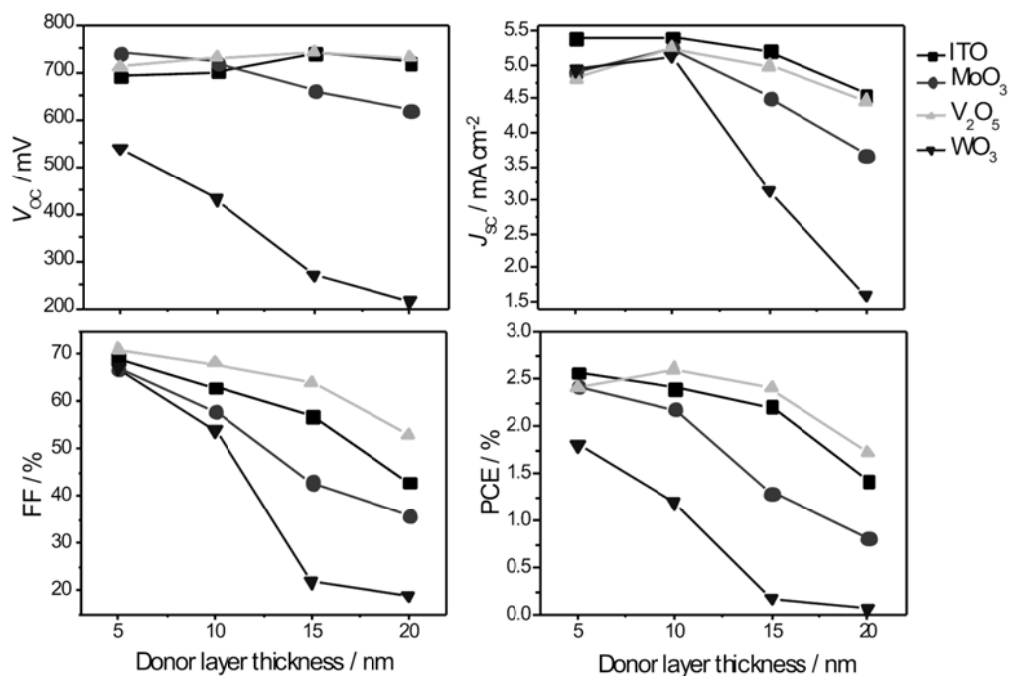 800
700
600
500
400
300
200
V_OC / mV
5.5
5.0
4.5
4.0
3.5
3.0
2.5
2.0
1.5
J_SC / mA cm⁻²
ITO
MoO₃
V₂O₅
WO₃
70
60
50
40
30
20
FF / %
5 10 15 20
Donor layer thickness / nm
3.0
2.5
2.0
1.5
1.0
0.5
0.0
PCE / %
5 10 15 20
Donor layer thickness / nm